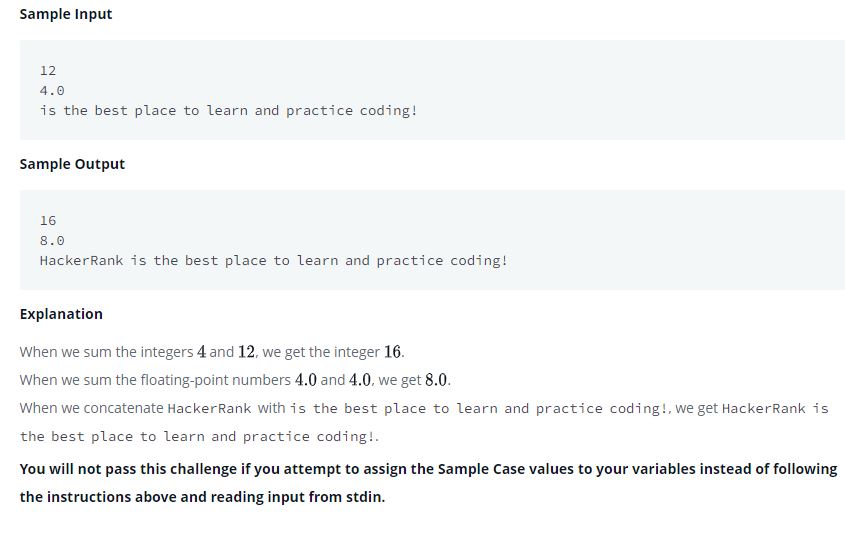 Sample Input
12
4.0
is the best place to learn and practice coding!
Sample Output
16
8.0
HackerRank is the best place to learn and practice coding!
Explanation
When we sum the integers 4 and 12, we get the integer 16.
When we sum the floating-point numbers 4.0 and 4.0, we get 8.0.
When we concatenate HackerRank with is the best place to learn and practice coding!, we get HackerRank is
the best place to learn and practice coding!.
You will not pass this challenge if you attempt to assign the Sample Case values to your variables instead of following
the instructions above and reading input from stdin.